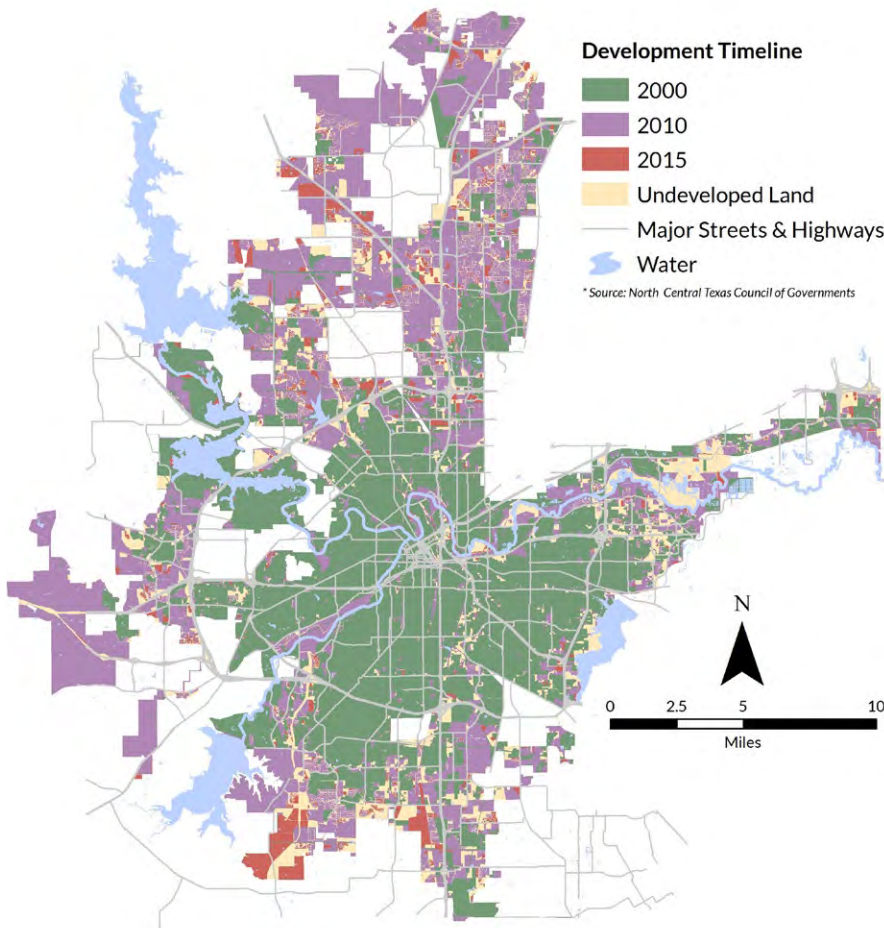 Development Timeline
2000
2010
2015
Undeveloped Land
Major Streets & Highways
Water
* Source: North Central Texas Council of Governments
N
0 2.5 5 10
Miles